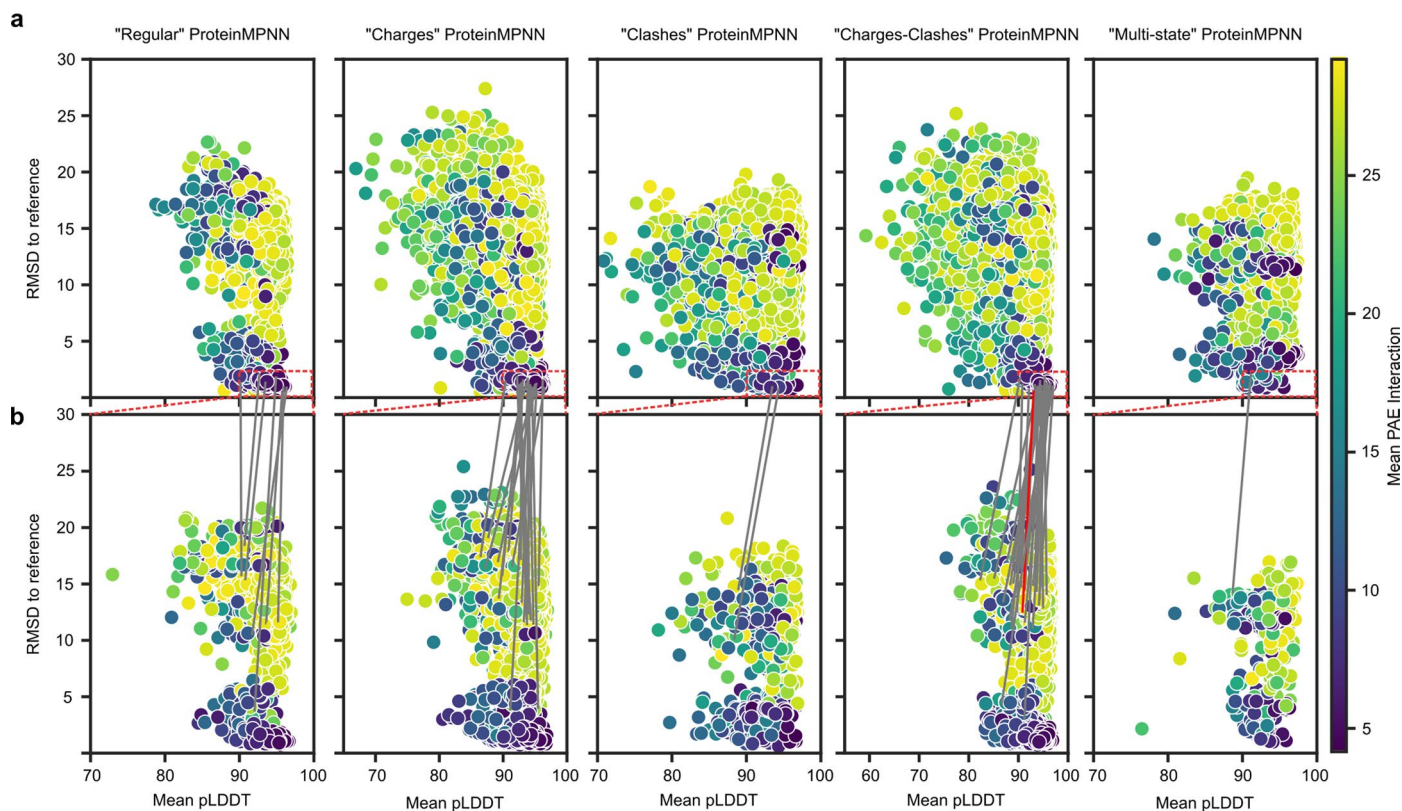 a
"Regular" ProteinMPNN "Charges" ProteinMPNN "Clashes" ProteinMPNN "Charges-Clashes" ProteinMPNN "Multi-state" ProteinMPNN
30
25
20
15
10
5
RMSD to reference
b
30
25
20
15
10
5
RMSD to reference
70 80 90 100
Mean pLDDT
70 80 90 100
Mean pLDDT
70 80 90 100
Mean pLDDT
60 70 80 90 100
Mean pLDDT
70 80 90 100
Mean pLDDT
25
20
15
10
5
Mean PAE Interaction